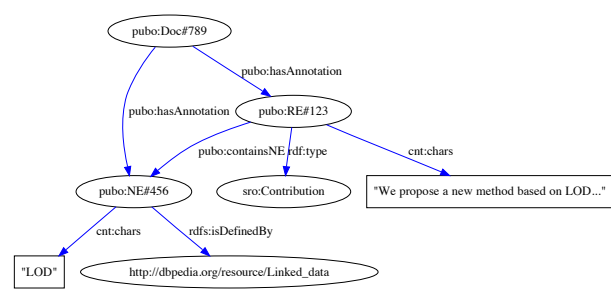 pubo:Doc#789
pubo:hasAnnotation
pubo:hasAnnotation
pubo:RE#123
pubo:containsNE
rdf:type
cnt:chars
pubo:NE#456
sro:Contribution
"We propose a new method based on LOD..."
cnt:chars
rdfs:isDefinedBy
"LOD"
http://dbpedia.org/resource/Linked_data